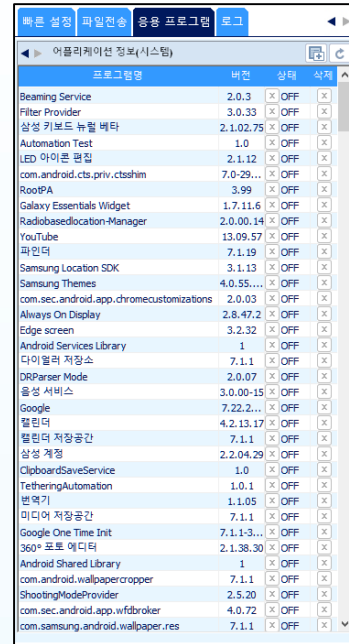 빠른 설정 파일전송 응용 프로그램 로그
어플리케이션 정보(시스템)
프로그램명 버전 상태 삭제
Beaming Service 2.0.3 OFF
Filter Provider 3.0.33 OFF
삼성 키보드 뉴럴 베타 2.1.02.75 OFF
Automation Test 1.0 OFF
LED 아이콘 편집 2.1.12 OFF
com.android.cts.priv.ctsshim 7.0-29... OFF
RootPA 3.99 OFF
Galaxy Essentials Widget 1.7.11.6 OFF
Radiobasedlocation-Manager 2.0.00.14 OFF
YouTube 13.09.57 OFF
파인더 7.1.19 OFF
Samsung Location SDK 3.1.13 OFF
Samsung Themes 4.0.55.... OFF
com.sec.android.app.chromecustomizations 2.0.03 OFF
Always On Display 2.8.47.2 OFF
Edge screen 3.2.32 OFF
Android Services Library 1 OFF
다이얼러 저장소 7.1.1 OFF
DRParser Mode 2.0.07 OFF
음성 서비스 3.0.00-15 OFF
Google 7.22.2... OFF
캘린더 4.2.13.17 OFF
캘린더 저장공간 7.1.1 OFF
삼성 계정 2.2.04.29 OFF
ClipboardSaveService 1.0 OFF
TetheringAutomation 1.0.1 OFF
번역기 1.1.05 OFF
미디어 저장공간 7.1.1 OFF
Google One Time Init 7.1.1-3... OFF
360° 포토 에디터 2.1.38.30 OFF
Android Shared Library 1 OFF
com.android.wallpapercropper 7.1.1 OFF
ShootingModeProvider 2.5.20 OFF
com.sec.android.app.wfdbroker 4.0.72 OFF
com.samsung.android.wallpaper.res 7.1.1 OFF